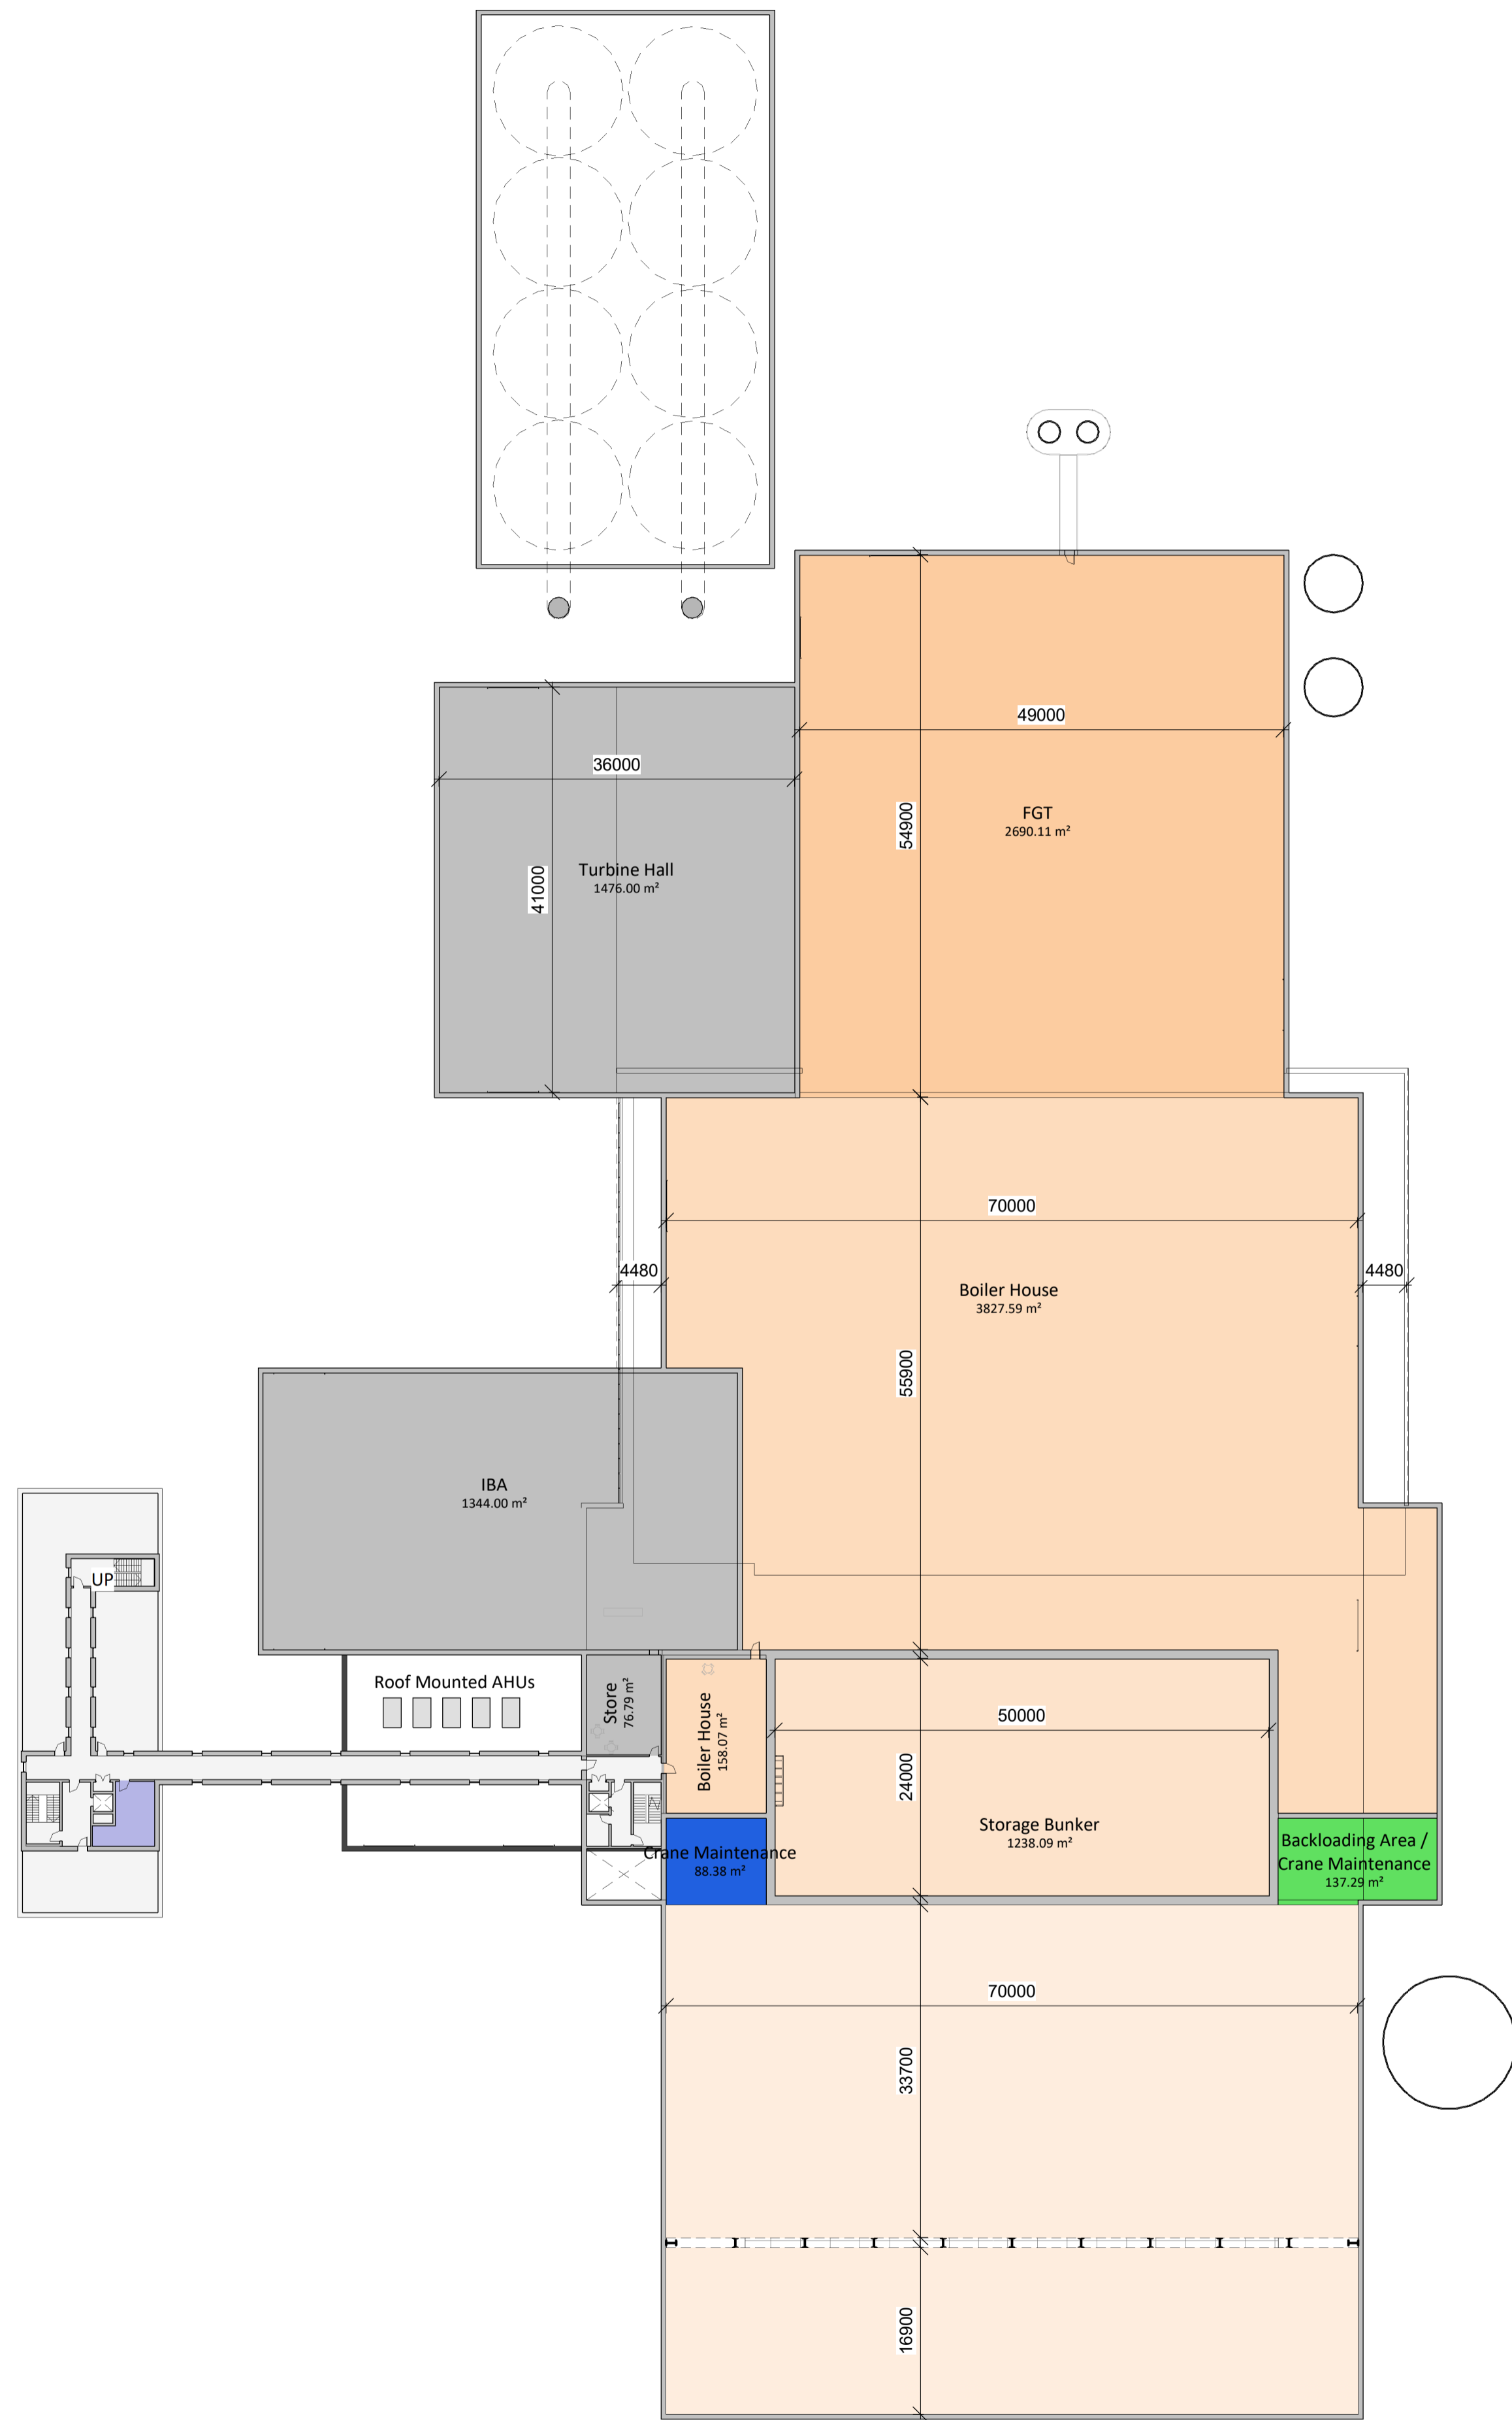 49000
36000
54900
FGT
2690.11 m²
Turbine Hall
1476.00 m²
41000
70000
4480
4480
Boiler House
3827.59 m²
55900
IBA
1344.00 m²
UP
Roof Mounted AHUs
Store
76.79 m²
Boiler House
158.07 m²
50000
24000
Storage Bunker
1238.09 m²
Crane Maintenance
88.38 m²
Backloading Area /
Crane Maintenance
137.29 m²
70000
33700
16900